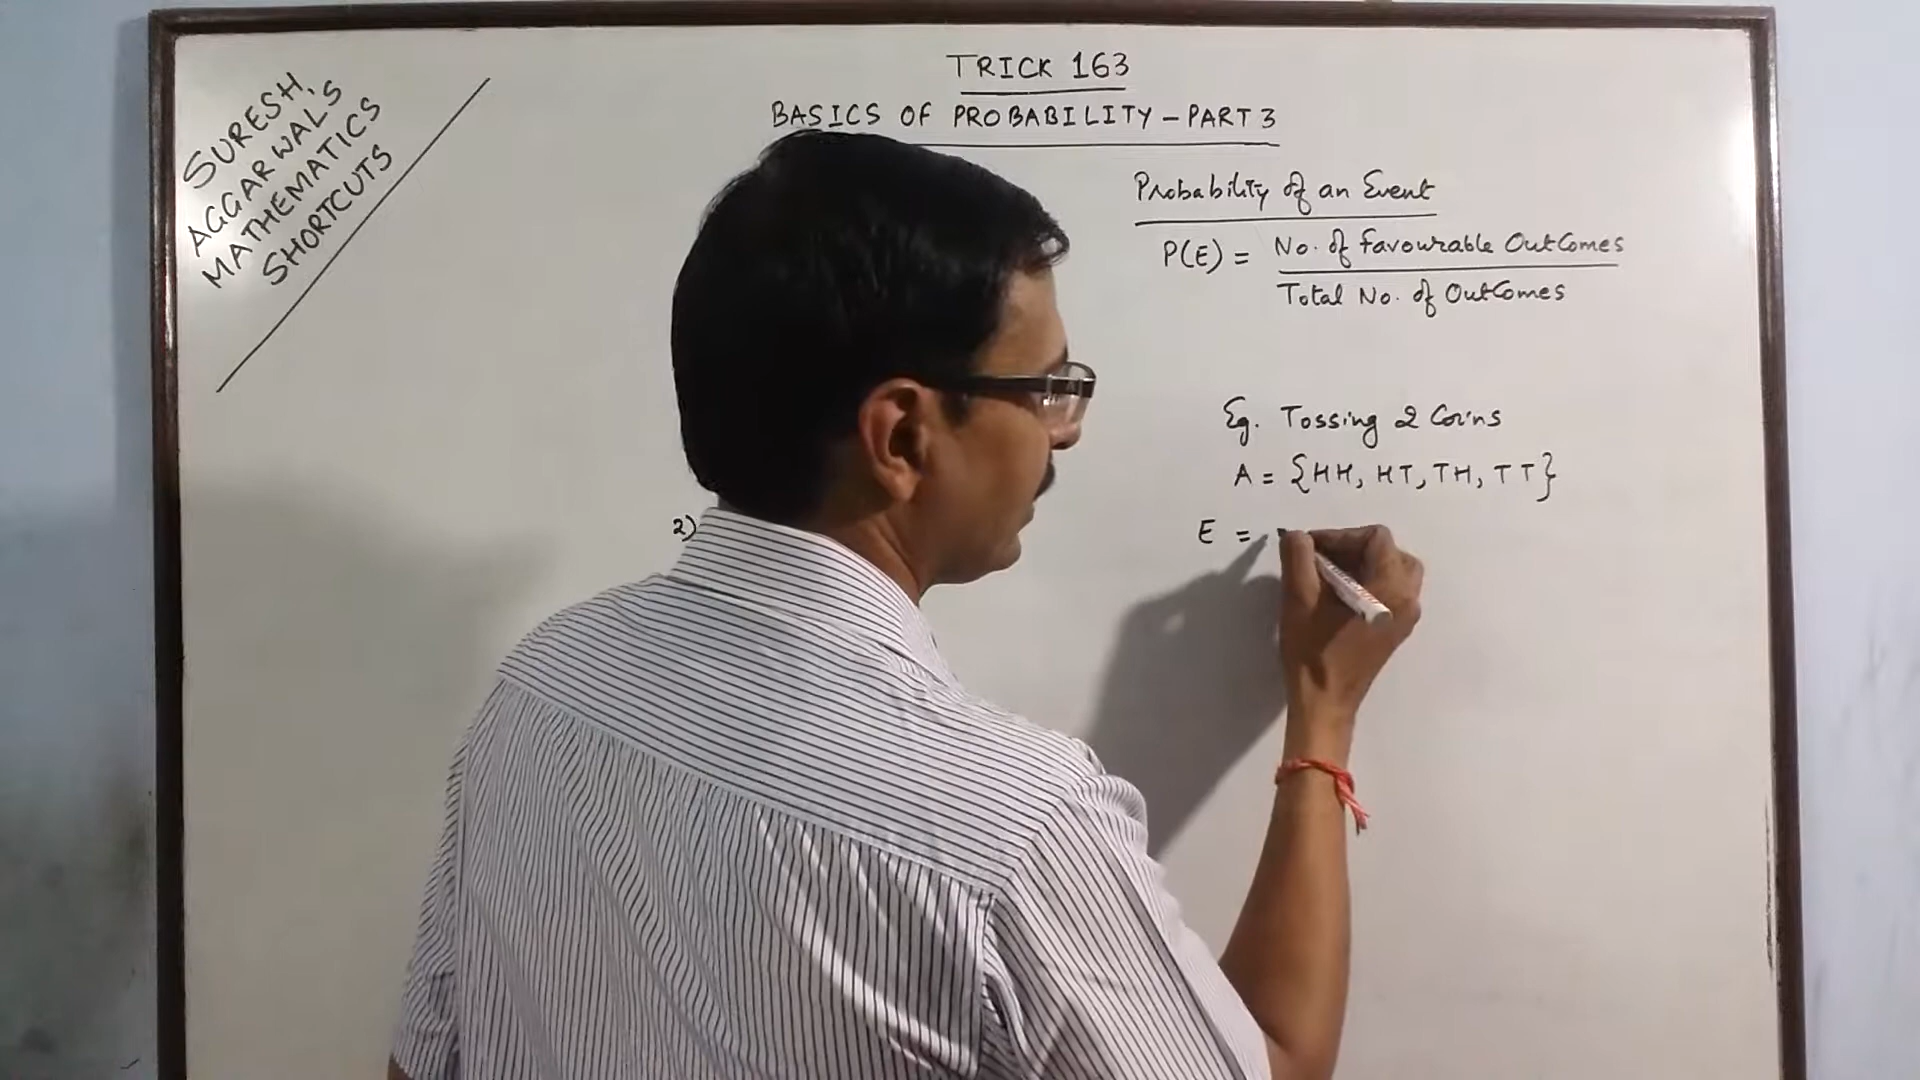 SURESH
AGGARWAL'S
MATHEMATICS
SHORTCUTS
TRICK 163
BASICS OF PROBABILITY - PART 3
Probability of an Event
P(E) = No. of favourable Outcomes
Total No. of Outcomes
Eg. Tossing 2 Coins
A = {HH, HT, TH, TT}
2)
E =